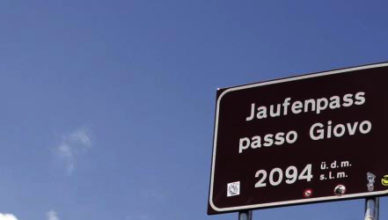 Jaufenpass
passo Giovo
2094 ü.d.m.
s.l.m.